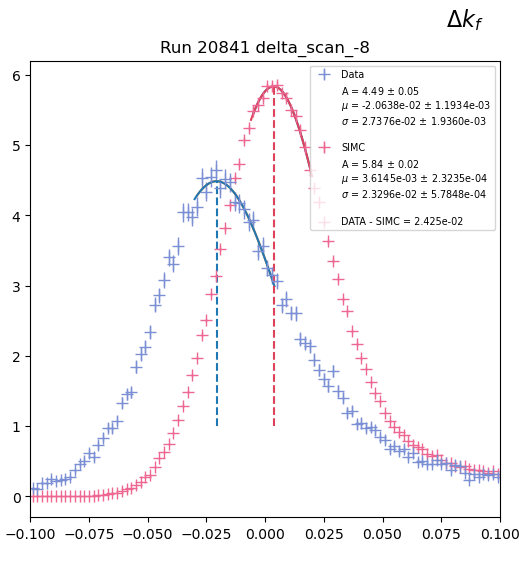 Δk_f
Run 20841 delta_scan_-8
Data
A = 4.49 ± 0.05
μ = -2.0638e-02 ± 1.1934e-03
σ = 2.7376e-02 ± 1.9360e-03
SIMC
A = 5.84 ± 0.02
μ = 3.6145e-03 ± 2.3235e-04
σ = 2.3296e-02 ± 5.7848e-04
DATA - SIMC = 2.425e-02
6
5
4
3
2
1
0
−0.100 −0.075 −0.050 −0.025 0.000 0.025 0.050 0.075 0.100